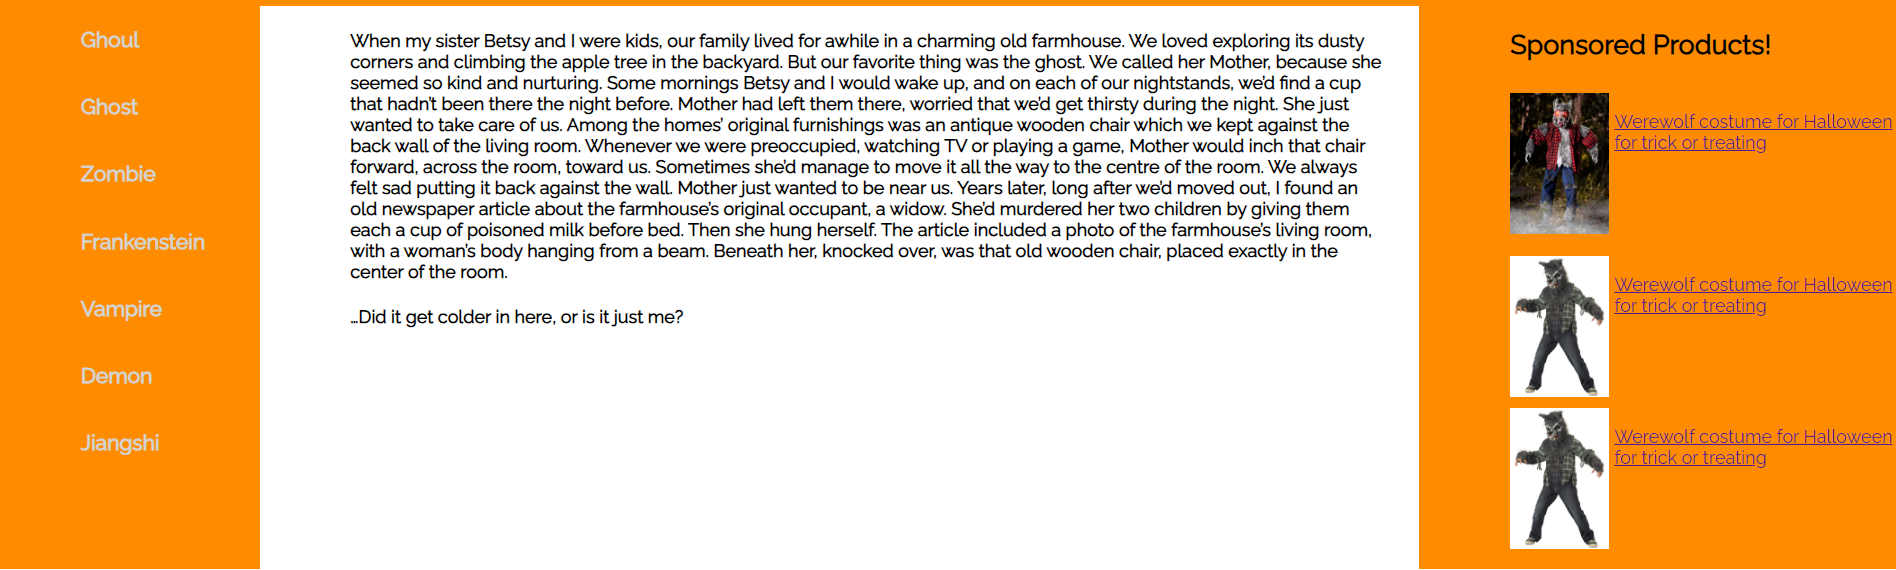 Ghoul
Ghost
Zombie
Frankenstein
Vampire
Demon
Jiangshi
When my sister Betsy and I were kids, our family lived for awhile in a charming old farmhouse. We loved exploring its dusty
corners and climbing the apple tree in the backyard. But our favorite thing was the ghost. We called her Mother, because she
seemed so kind and nurturing. Some mornings Betsy and I would wake up, and on each of our nightstands, we’d find a cup
that hadn’t been there the night before. Mother had left them there, worried that we’d get thirsty during the night. She just
wanted to take care of us. Among the homes’ original furnishings was an antique wooden chair which we kept against the
back wall of the living room. Whenever we were preoccupied, watching TV or playing a game, Mother would inch that chair
forward, across the room, toward us. Sometimes she’d manage to move it all the way to the centre of the room. We always
felt sad putting it back against the wall. Mother just wanted to be near us. Years later, long after we’d moved out, I found an
old newspaper article about the farmhouse’s original occupant, a widow. She’d murdered her two children by giving them
each a cup of poisoned milk before bed. Then she hung herself. The article included a photo of the farmhouse’s living room,
with a woman’s body hanging from a beam. Beneath her, knocked over, was that old wooden chair, placed exactly in the
center of the room.
…Did it get colder in here, or is it just me?
Sponsored Products!
Werewolf costume for Halloween
for trick or treating
Werewolf costume for Halloween
for trick or treating
Werewolf costume for Halloween
for trick or treating